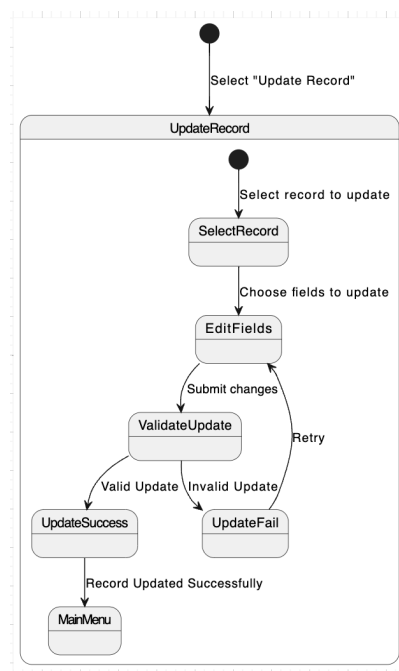 Select "Update Record"
UpdateRecord
Select record to update
SelectRecord
Choose fields to update
EditFields
Submit changes
ValidateUpdate
Retry
Valid Update
Invalid Update
UpdateSuccess
UpdateFail
Record Updated Successfully
MainMenu